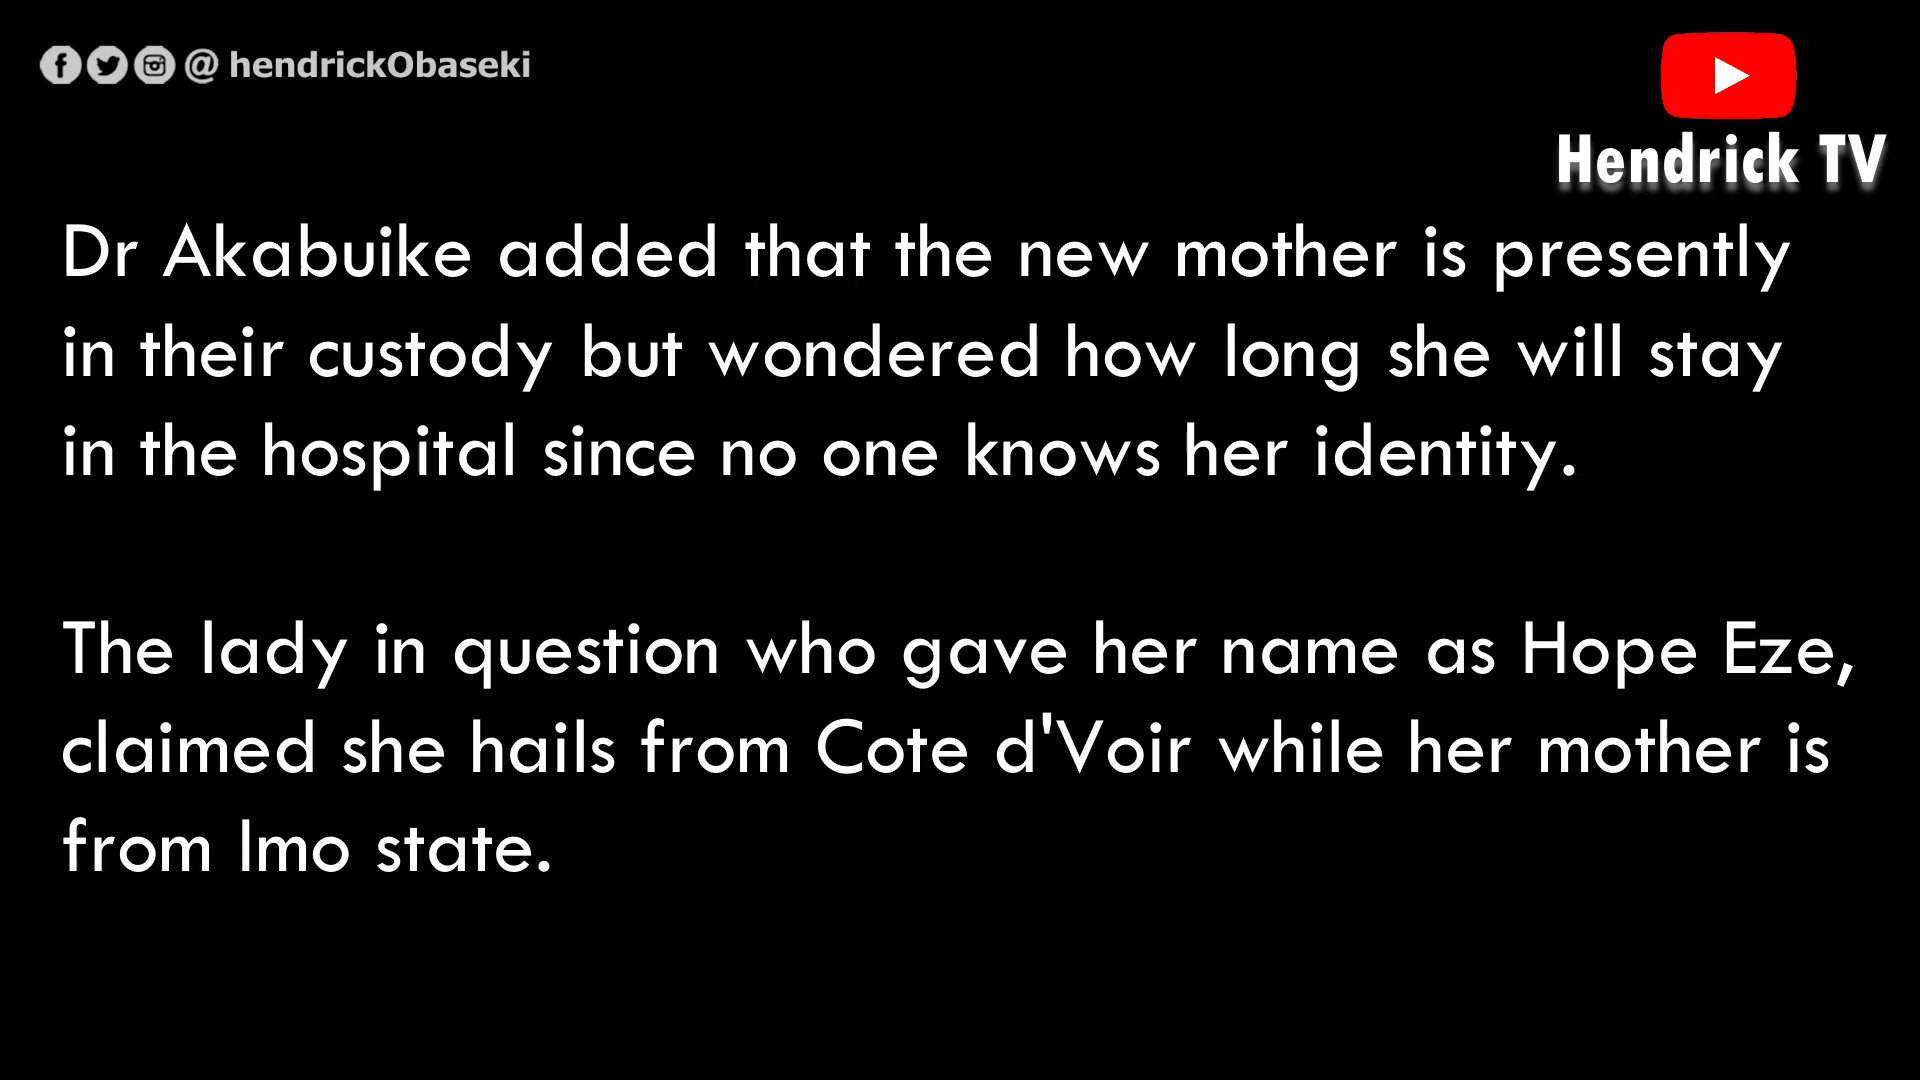 @ hendrickObaseki
Hendrick TV
Dr Akabuike added that the new mother is presently
in their custody but wondered how long she will stay
in the hospital since no one knows her identity.
The lady in question who gave her name as Hope Eze,
claimed she hails from Cote d'Voir while her mother is
from Imo state.